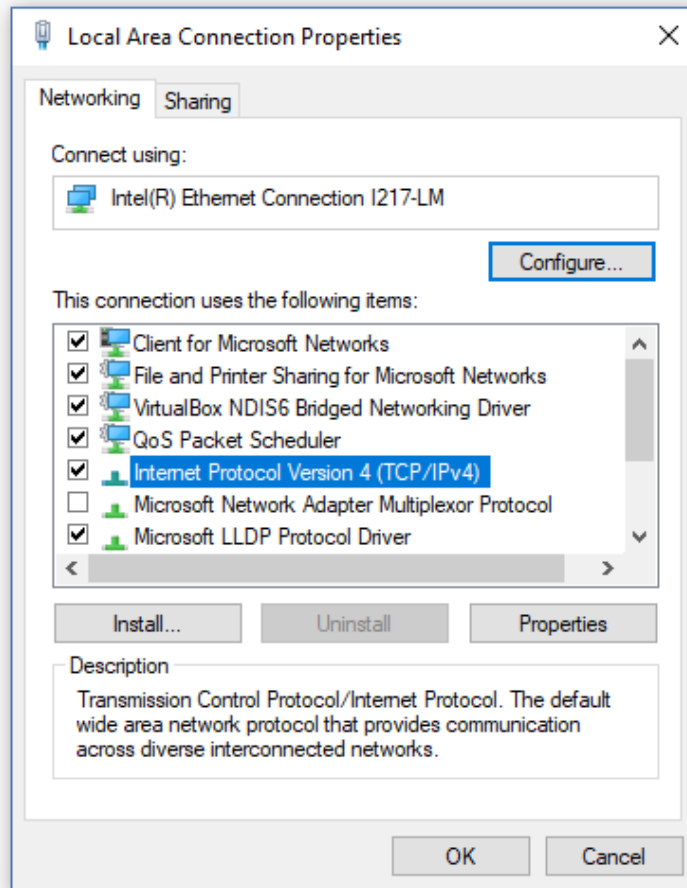 Local Area Connection Properties
Networking
Sharing
Connect using:
Intel(R) Ethernet Connection I217-LM
Configure...
This connection uses the following items:
Client for Microsoft Networks
File and Printer Sharing for Microsoft Networks
VirtualBox NDIS6 Bridged Networking Driver
QoS Packet Scheduler
Internet Protocol Version 4 (TCP/IPv4)
Microsoft Network Adapter Multiplexor Protocol
Microsoft LLDP Protocol Driver
Install...
Uninstall
Properties
Description
Transmission Control Protocol/Internet Protocol. The default
wide area network protocol that provides communication
across diverse interconnected networks.
OK
Cancel